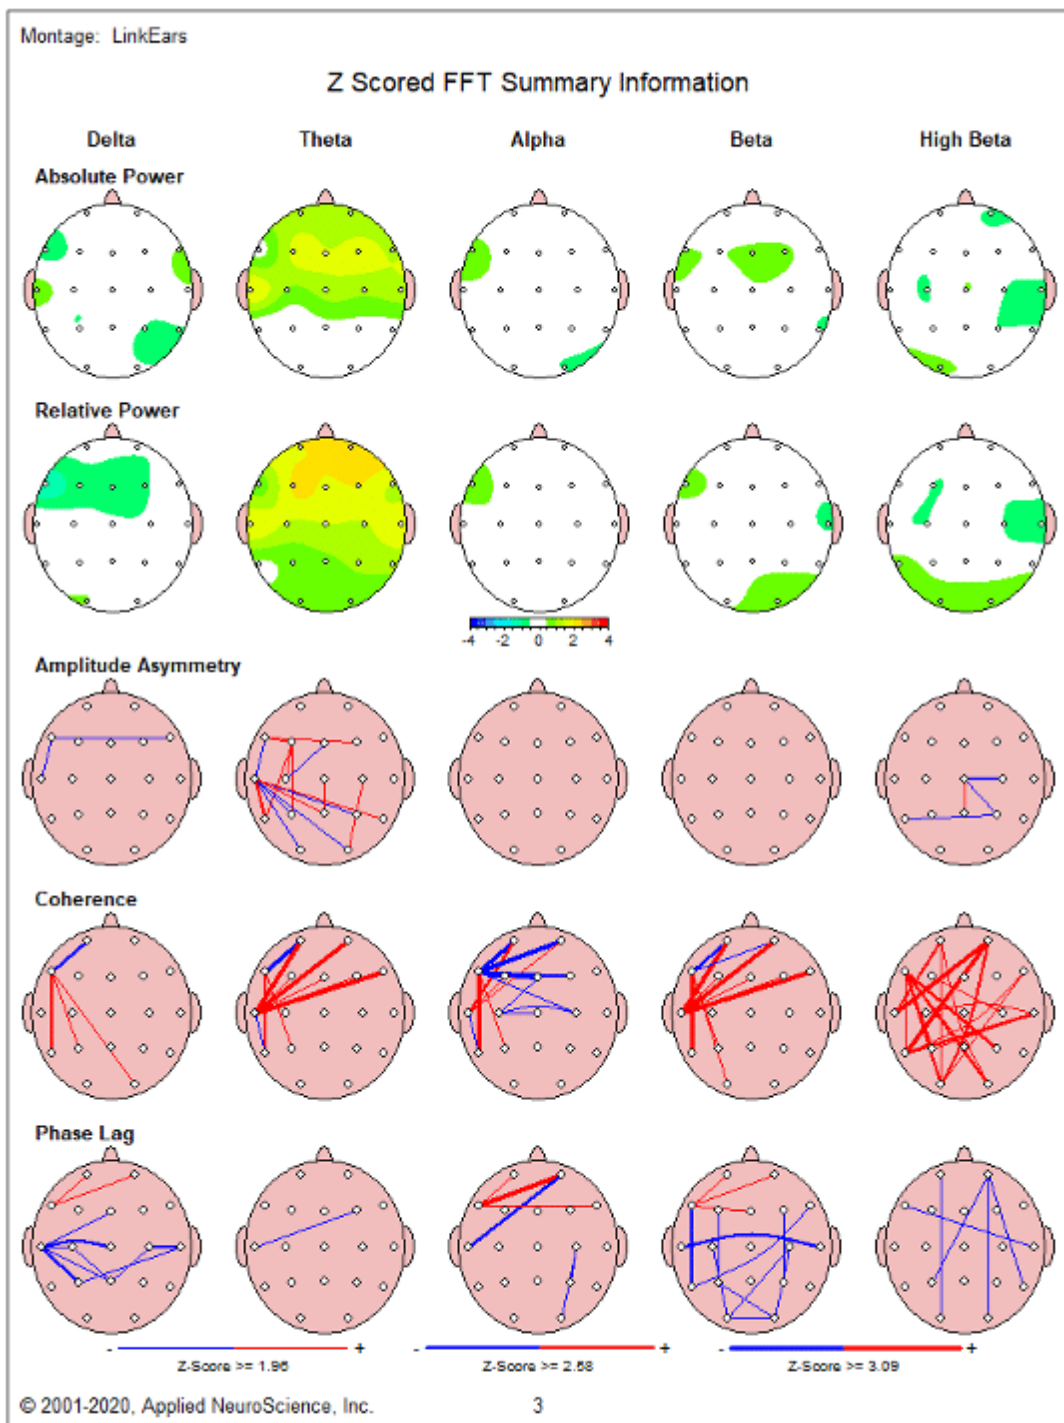 Montage: LinkEars
Z Scored FFT Summary Information
Delta Theta Alpha Beta High Beta
Absolute Power
Relative Power
-4 -2 0 2 4
Amplitude Asymmetry
Coherence
Phase Lag
- + - + - +
Z-Score >= 1.96 Z-Score >= 2.58 Z-Score >= 3.09
© 2001-2020, Applied NeuroScience, Inc. 3